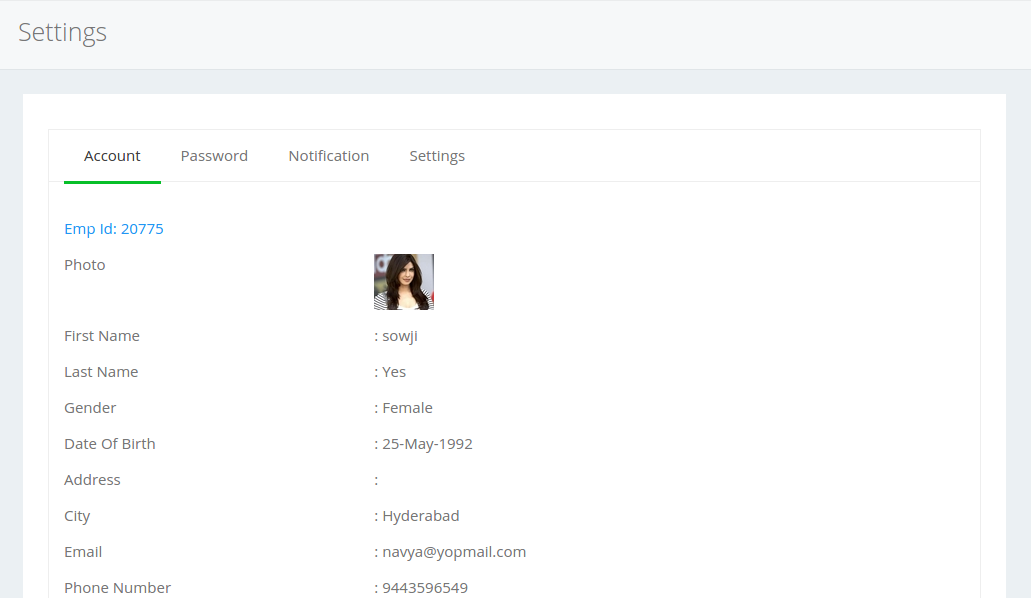 Settings
Account Password Notification Settings
Emp Id: 20775
Photo
First Name : sowji
Last Name : Yes
Gender : Female
Date Of Birth : 25-May-1992
Address :
City : Hyderabad
Email : navya@yopmail.com
Phone Number : 9443596549